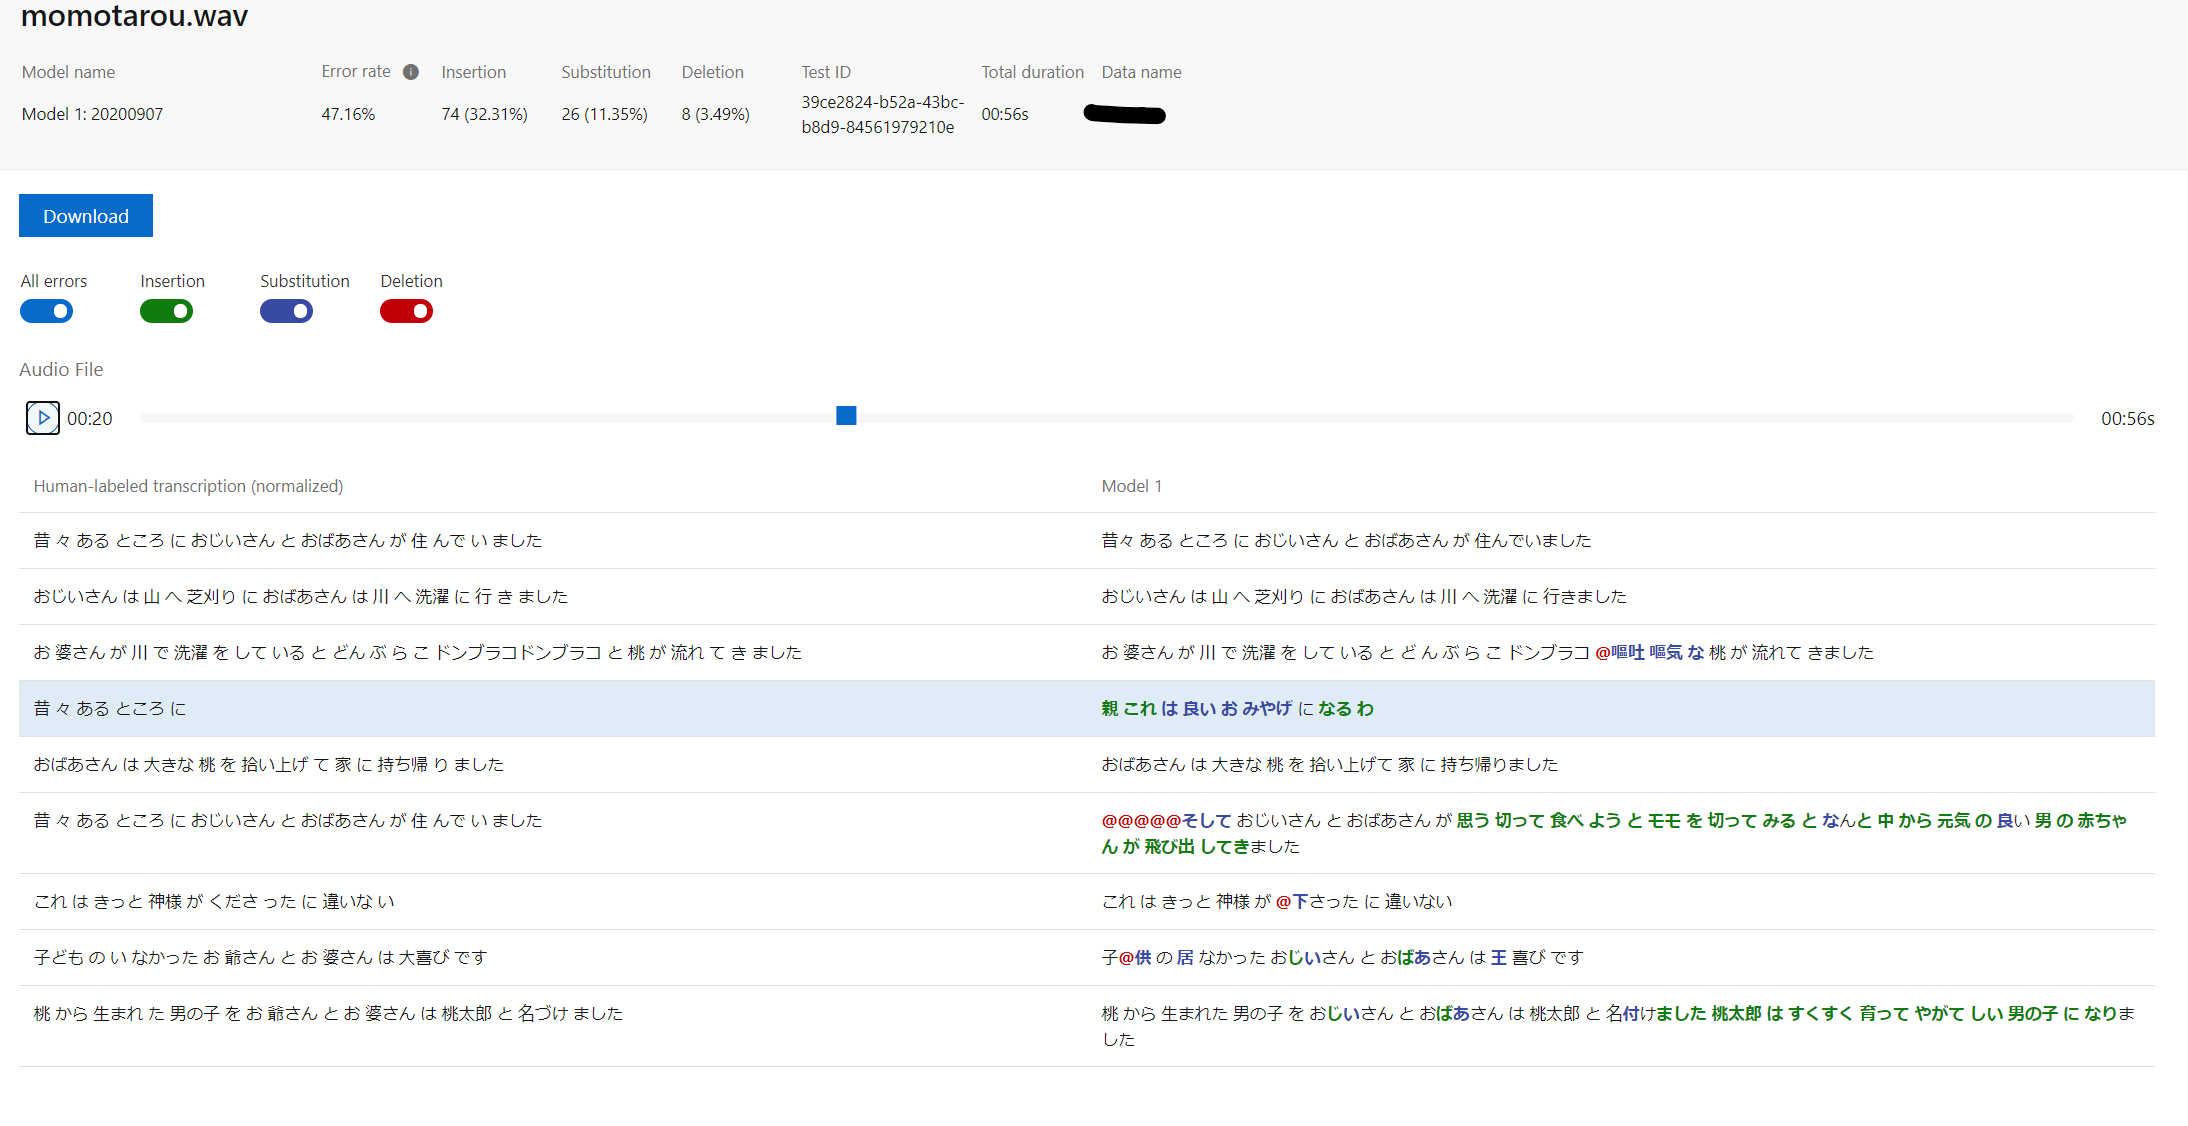 momotarou.wav
Model name Error rate Insertion Substitution Deletion Test ID Total duration Data name
Model 1: 20200907 47.16% 74 (32.31%) 26 (11.35%) 8 (3.49%) 39ce2824-b52a-43bc-b8d9-84561979210e 00:56s
Download
All errors Insertion Substitution Deletion
Audio File
00:20 00:56s
Human-labeled transcription (normalized) Model 1
昔 々 ある ところ に おじいさん と おばあさん が 住 んで い ました
昔々 ある ところ に おじいさん と おばあさん が 住んでいました
おじいさん は 山 へ 芝刈り に おばあさん は 川 へ 洗濯 に 行 き ました
おじいさん は 山 へ 芝刈り に おばあさん は 川 へ 洗濯 に 行きました
お 婆さん が 川 で 洗濯 を して いる と どん ぶ ら こ ドンブラコドンブラコ と 桃 が 流れ て き ました
お 婆さん が 川 で 洗濯 を して いる と ど ん ぶ ら こ ドンブラコ @嘔吐 嘔気 な 桃 が 流れて きました
昔 々 ある ところ に
親 これ は 良い お みやげ に なる わ
おばあさん は 大きな 桃 を 拾い上げ て 家 に 持ち帰 り ました
おばあさん は 大きな 桃 を 拾い上げて 家 に 持ち帰りました
昔 々 ある ところ に おじいさん と おばあさん が 住 んで い ました
@@@@@そして おじいさん と おばあさん が 思う 切って 食べ よう と モモ を 切って みる と なんと 中 から 元気 の 良い 男 の 赤ちゃ
ん が 飛び出 してきました
これ は きっと 神様 が くださ った に 違いな い
これ は きっと 神様 が @下さった に 違いない
子ども の い なかった お 爺さん と お 婆さん は 大喜び です
子@供 の 居 なかった おじいさん と おばあさん は 王 喜び です
桃 から 生まれ た 男の子 を お 爺さん と お 婆さん は 桃太郎 と 名づけ ました
桃 から 生まれた 男の子 を おじいさん と おばあさん は 桃太郎 と 名付けました 桃太郎 は すくすく 育って やがて しい 男の子 に なりま
した